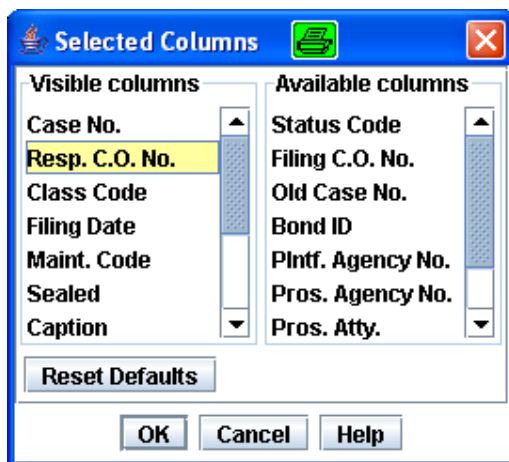 Selected Columns
Visible columns
Case No.
Resp. C.O. No.
Class Code
Filing Date
Maint. Code
Sealed
Caption
Available columns
Status Code
Filing C.O. No.
Old Case No.
Bond ID
Plntf. Agency No.
Pros. Agency No.
Pros. Atty.
Reset Defaults
OK Cancel Help